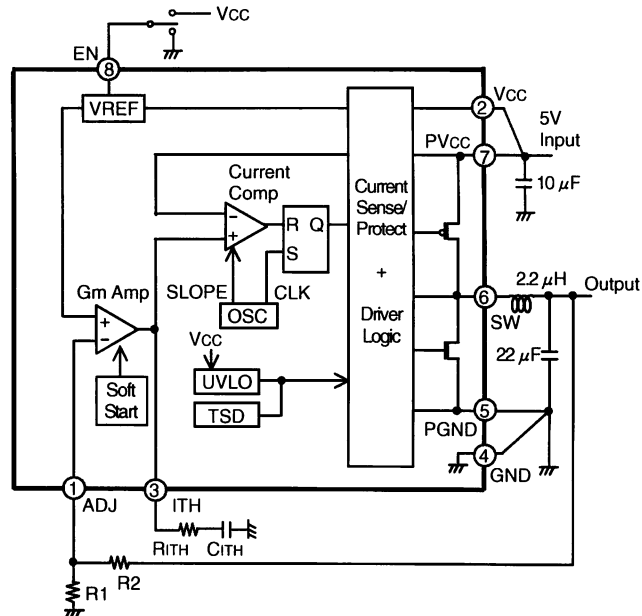 VCC
EN
8
VREF
2
VCC
5V
Input
PVCC
7
10 µF
Current
Comp
−
+
R Q
S
Current
Sense/
Protect
+
Driver
Logic
SLOPE
CLK
OSC
Gm Amp
+
−
Soft
Start
VCC
UVLO
TSD
2.2 µH
Output
6
SW
22 µF
5
PGND
4
GND
1
ADJ
3
ITH
RITH
CITH
R2
R1